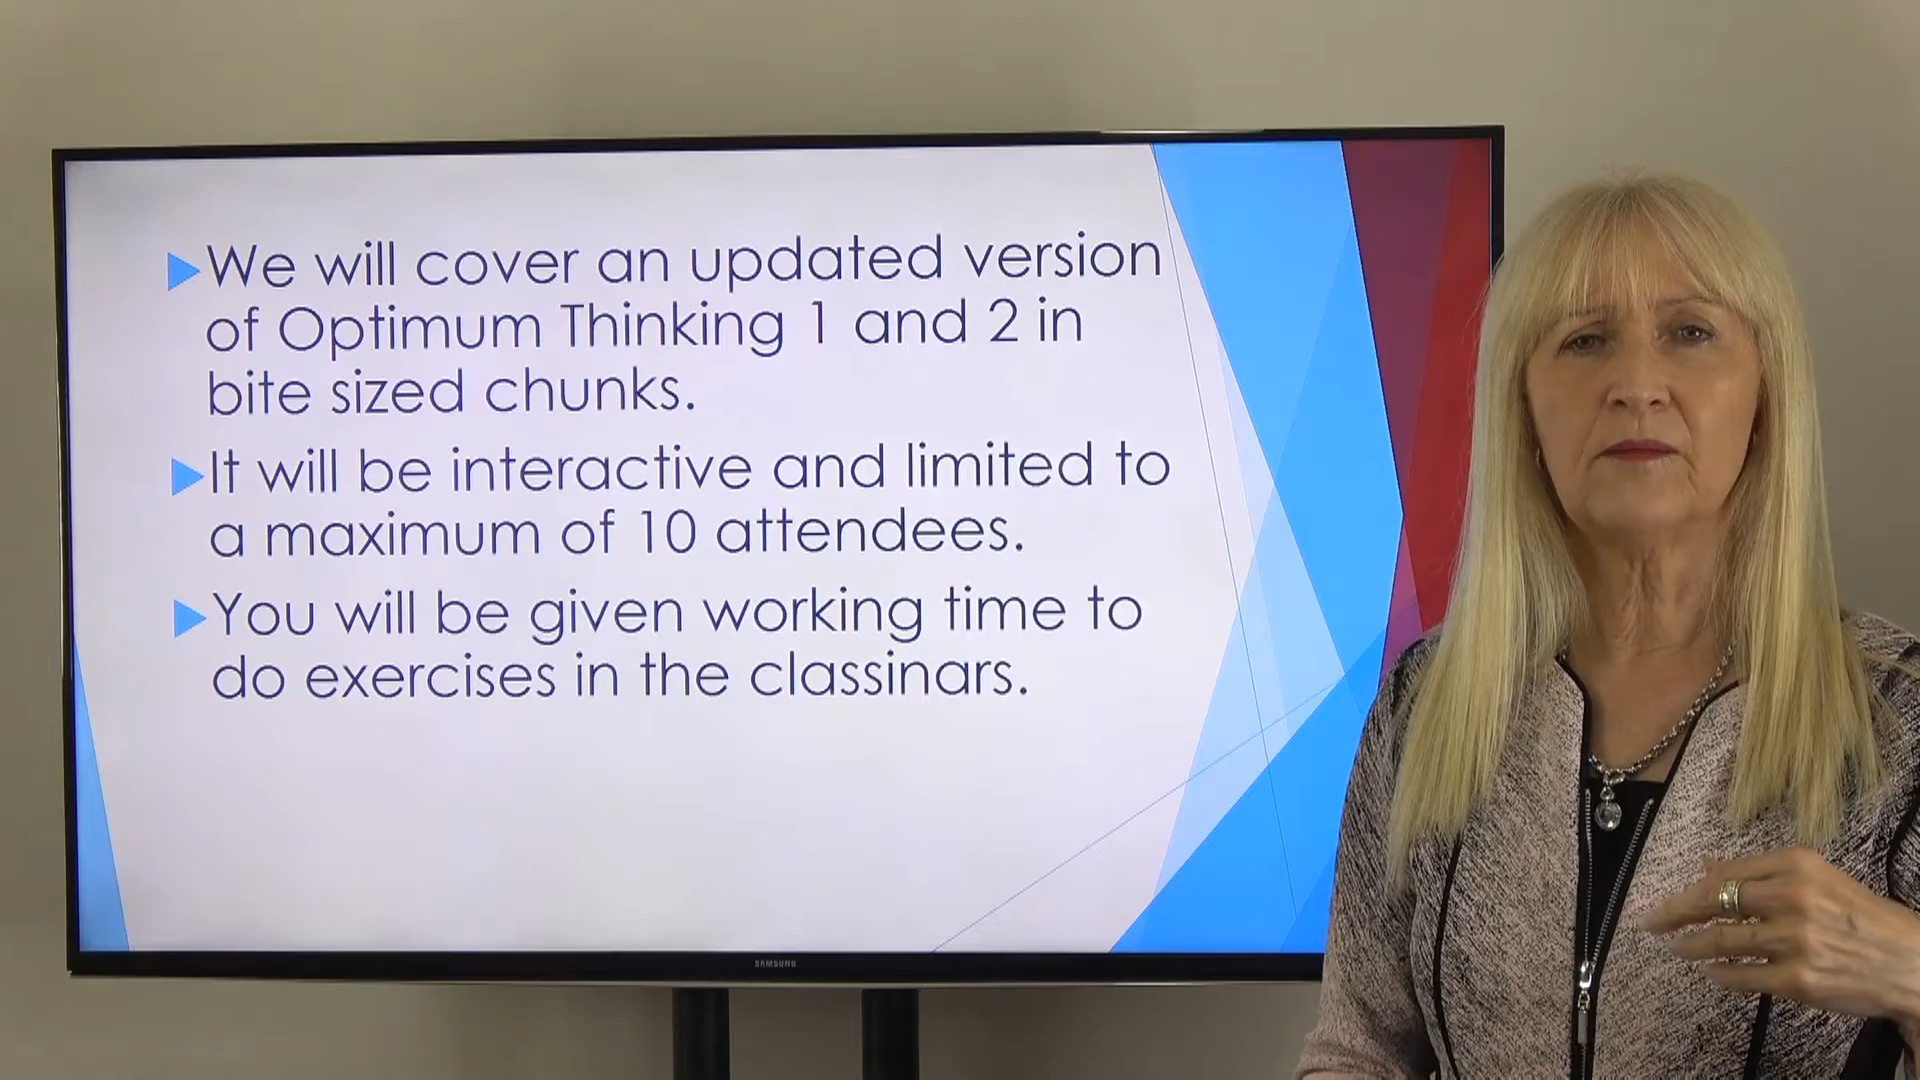 We will cover an updated version
of Optimum Thinking 1 and 2 in
bite sized chunks.
It will be interactive and limited to
a maximum of 10 attendees.
You will be given working time to
do exercises in the classinars.
SAMSUNG